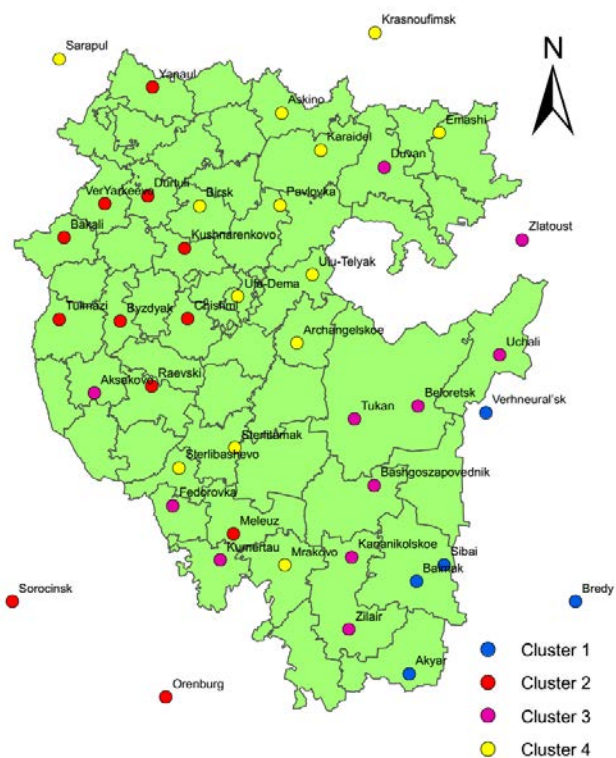 Krasnoufimsk
Sarapul
N
Yanaul
Askino
Emashi
Karaidel
Duvan
Durtuli
VerYarkeevo
Birsk
Pavlovka
Bakali
Kushnarenkovo
Zlatoust
Ulu-Telyak
Ufa-Dema
Tuimazi
Byzdyak
Chishmi
Archangelskoe
Uchali
Aksakovo
Raevski
Beloretsk
Tukan
Verhneural'sk
Sterlitamak
Sterlibashevo
Bashgoszapovednik
Fedorovka
Meleuz
Kumertau
Mrakovo
Kananikolskoe
Sibai
Baimak
Sorocinsk
Bredy
Zilair
Cluster 1
Akyar
Cluster 2
Orenburg
Cluster 3
Cluster 4